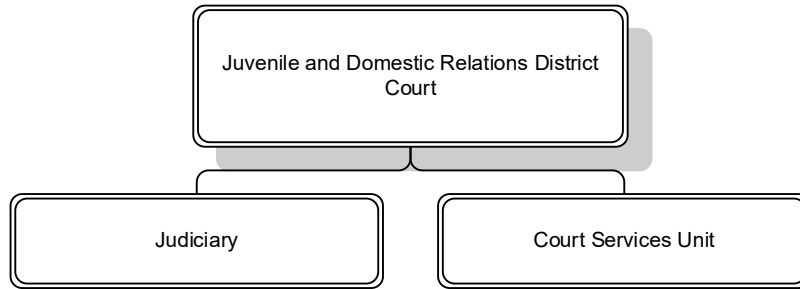 Juvenile and Domestic Relations District
Court
Judiciary
Court Services Unit